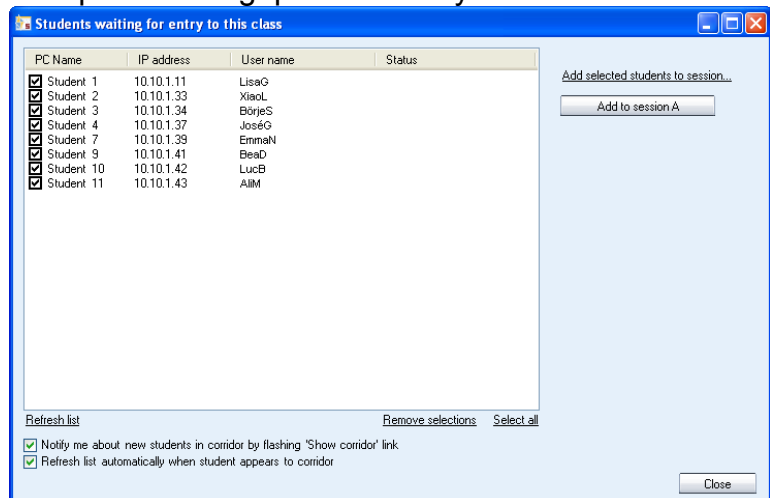 Students waiting for entry to this class
PC Name IP address User name Status
Student 1 10.10.1.11 LisaG
Student 2 10.10.1.33 XiaoL
Student 3 10.10.1.34 BörjeS
Student 4 10.10.1.37 JoséG
Student 7 10.10.1.39 EmmaN
Student 9 10.10.1.41 BeaD
Student 10 10.10.1.42 LucB
Student 11 10.10.1.43 AliM
Add selected students to session...
Add to session A
Refresh list Remove selections Select all
Notify me about new students in corridor by flashing 'Show corridor' link
Refresh list automatically when student appears to corridor
Close